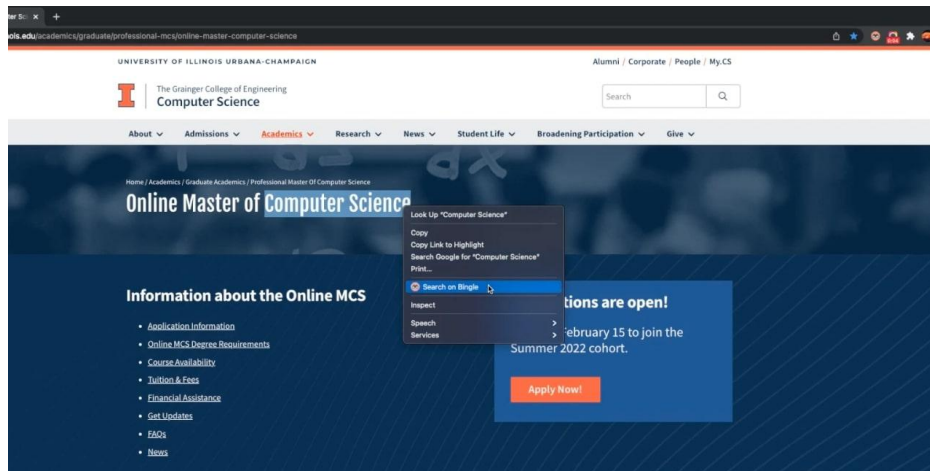 ter Sc × +
ois.edu/academics/graduate/professional-mcs/online-master-computer-science
UNIVERSITY OF ILLINOIS URBANA-CHAMPAIGN
Alumni / Corporate / People / My.CS
The Grainger College of Engineering
Computer Science
Search
About Admissions Academics Research News Student Life Broadening Participation Give
Home / Academics / Graduate Academics / Professional Master Of Computer Science
Online Master of Computer Science
Look Up "Computer Science"
Copy
Copy Link to Highlight
Search Google for "Computer Science"
Print...
Search on Bingle
Inspect
Speech
Services
Information about the Online MCS
Application Information
Online MCS Degree Requirements
Course Availability
Tuition & Fees
Financial Assistance
Get Updates
FAQs
News
tions are open!
ebruary 15 to join the
Summer 2022 cohort.
Apply Now!